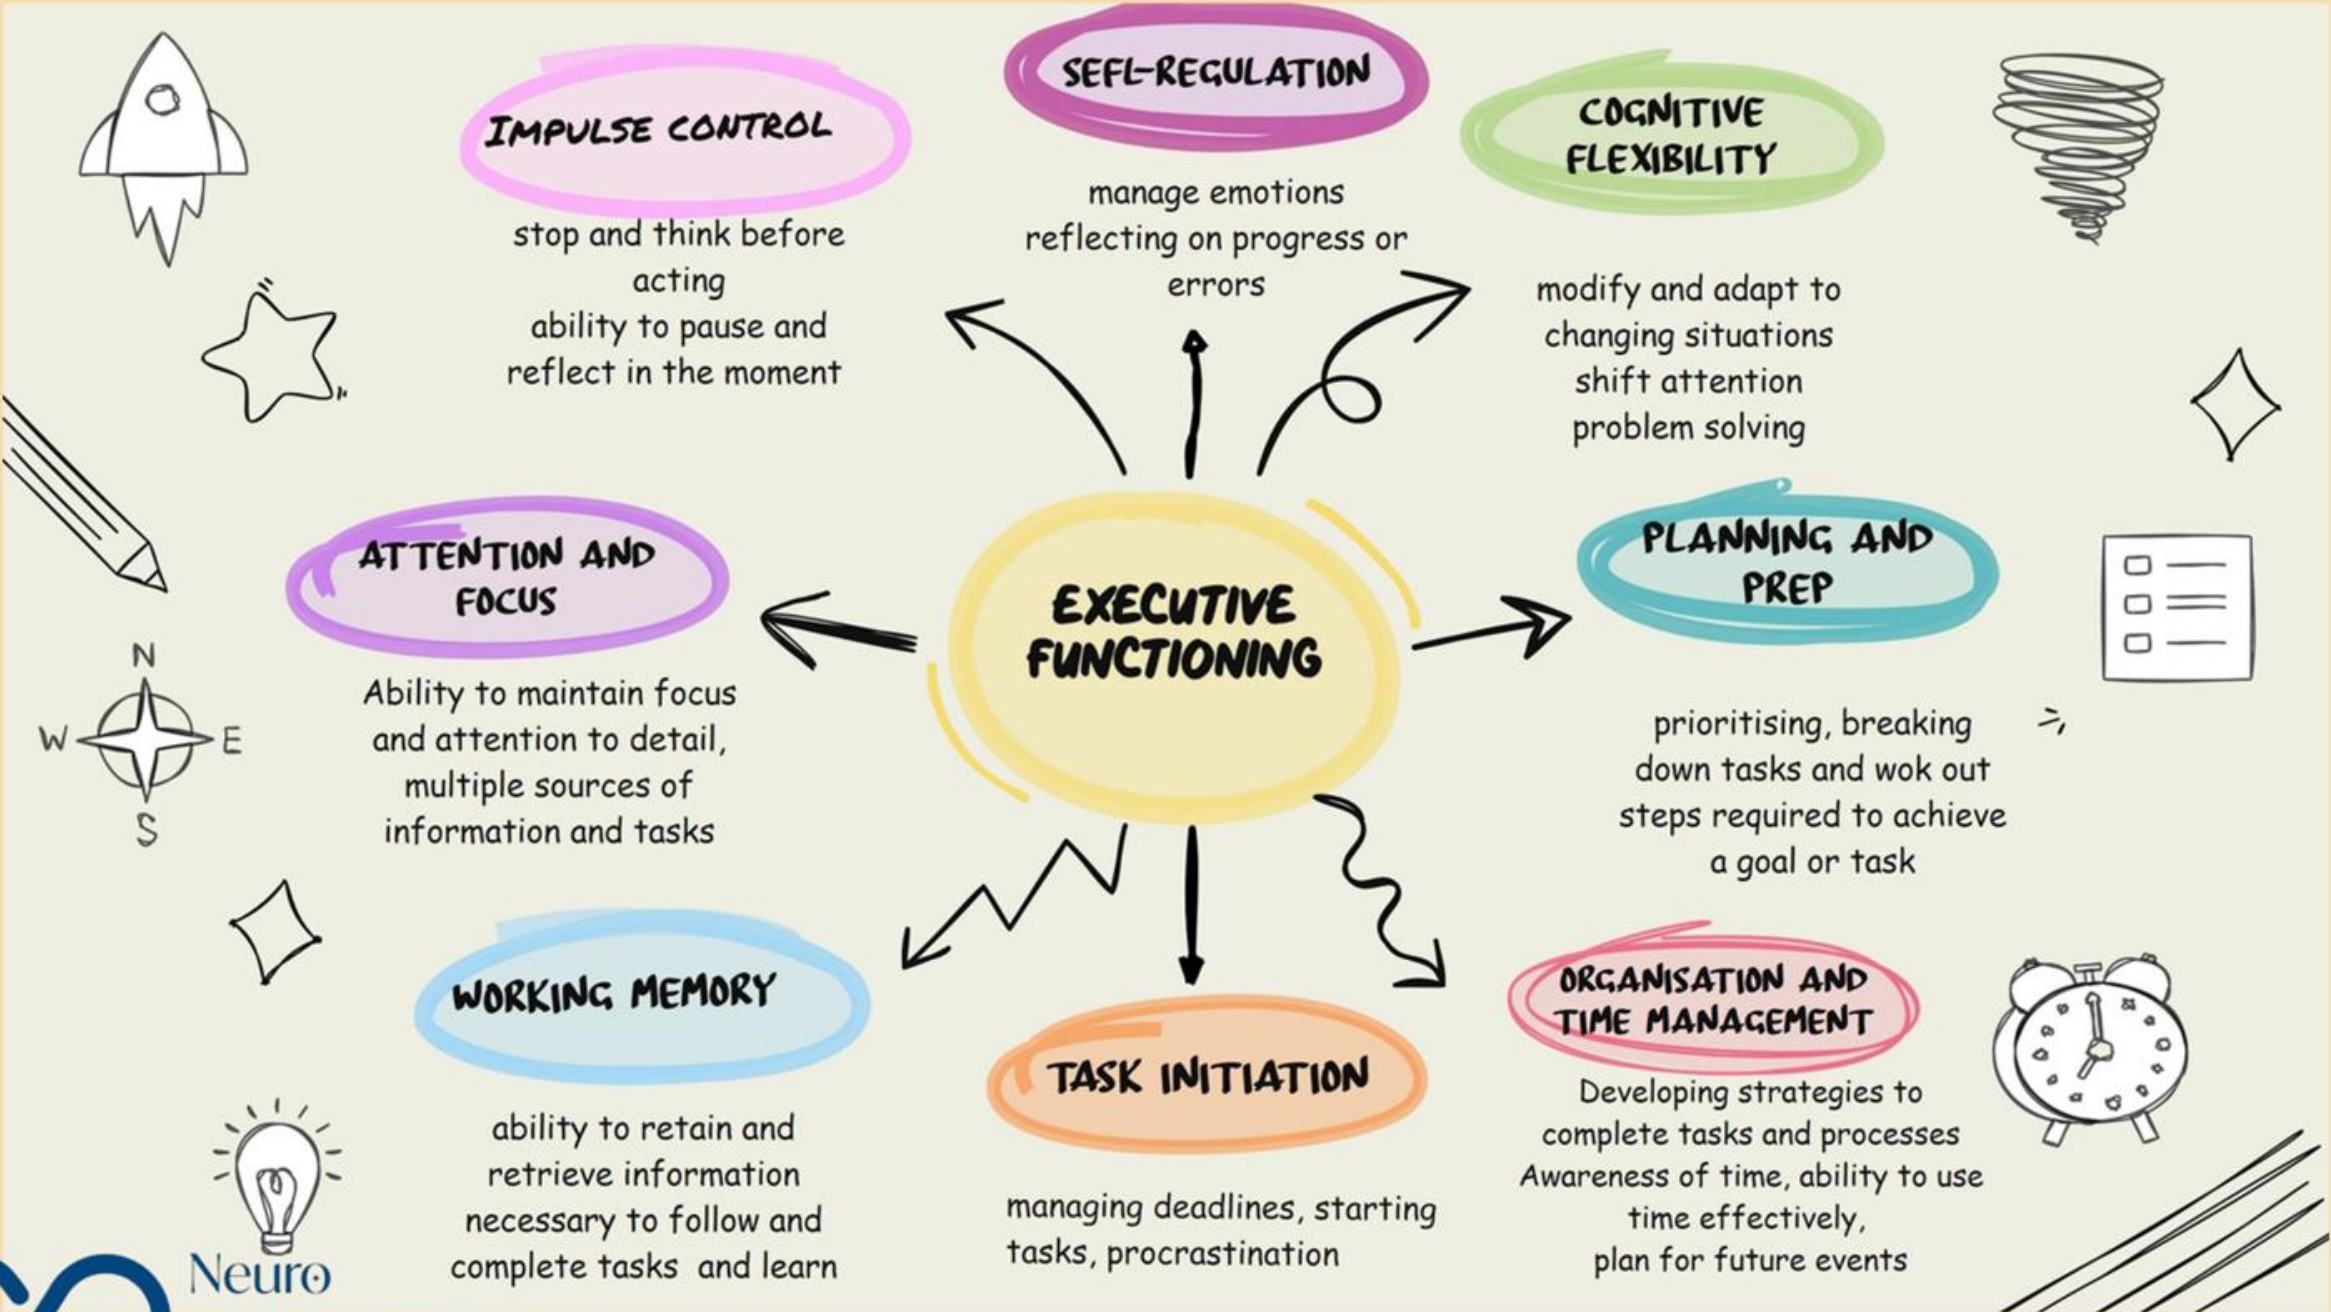 SEFL-REGULATION
manage emotions
reflecting on progress or
errors
IMPULSE CONTROL
stop and think before
acting
ability to pause and
reflect in the moment
COGNITIVE
FLEXIBILITY
modify and adapt to
changing situations
shift attention
problem solving
ATTENTION AND
FOCUS
Ability to maintain focus
and attention to detail,
multiple sources of
information and tasks
EXECUTIVE
FUNCTIONING
PLANNING AND
PREP
prioritising, breaking
down tasks and wok out
steps required to achieve
a goal or task
N
W
E
S
WORKING MEMORY
ability to retain and
retrieve information
necessary to follow and
complete tasks and learn
TASK INITIATION
managing deadlines, starting
tasks, procrastination
ORGANISATION AND
TIME MANAGEMENT
Developing strategies to
complete tasks and processes
Awareness of time, ability to use
time effectively,
plan for future events
Neuro